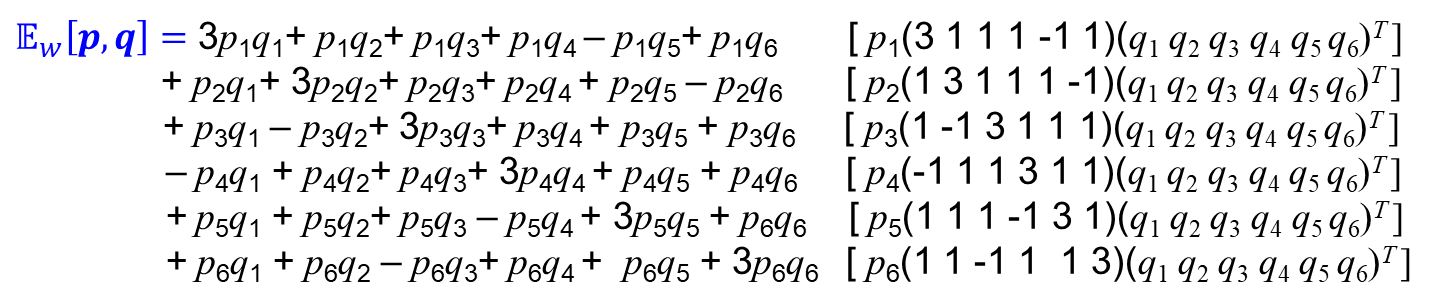 𝔼𝑤[𝒑, 𝒒] = 3p₁q₁+ p₁q₂+ p₁q₃+ p₁q₄ – p₁q₅+ p₁q₆ [ p₁(3 1 1 1 -1 1)(q₁ q₂ q₃ q₄ q₅ q₆)ᵀ ]
+ p₂q₁+ 3p₂q₂+ p₂q₃+ p₂q₄ + p₂q₅ – p₂q₆ [ p₂(1 3 1 1 1 -1)(q₁ q₂ q₃ q₄ q₅ q₆)ᵀ ]
+ p₃q₁ – p₃q₂+ 3p₃q₃+ p₃q₄ + p₃q₅ + p₃q₆ [ p₃(1 -1 3 1 1 1)(q₁ q₂ q₃ q₄ q₅ q₆)ᵀ ]
– p₄q₁ + p₄q₂+ p₄q₃+ 3p₄q₄ + p₄q₅ + p₄q₆ [ p₄(-1 1 1 3 1 1)(q₁ q₂ q₃ q₄ q₅ q₆)ᵀ ]
+ p₅q₁ + p₅q₂+ p₅q₃ – p₅q₄ + 3p₅q₅ + p₆q₆ [ p₅(1 1 1 -1 3 1)(q₁ q₂ q₃ q₄ q₅ q₆)ᵀ ]
+ p₆q₁ + p₆q₂ – p₆q₃+ p₆q₄ + p₆q₅ + 3p₆q₆ [ p₆(1 1 -1 1 1 3)(q₁ q₂ q₃ q₄ q₅ q₆)ᵀ ]